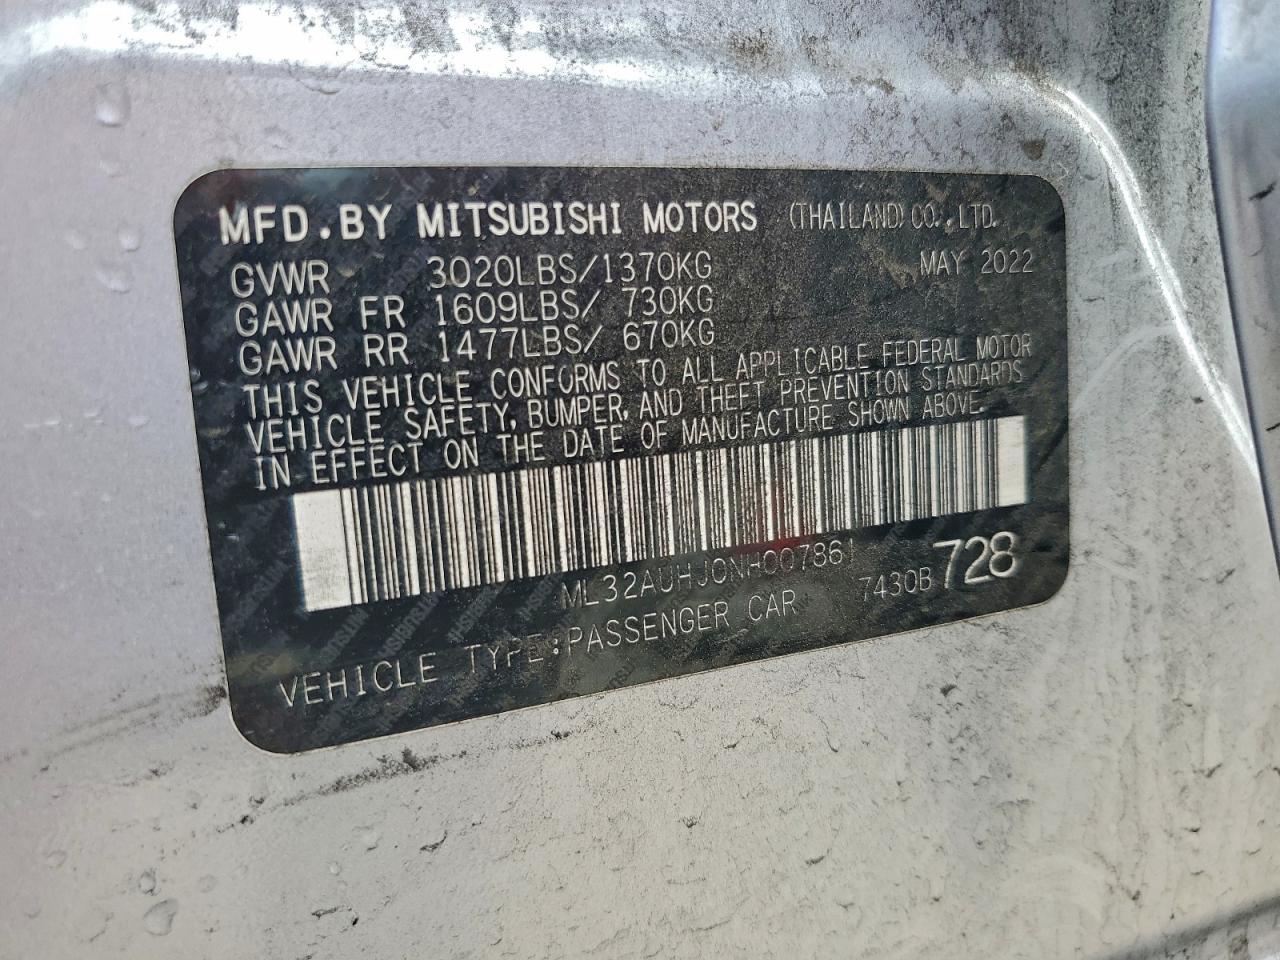 MFD.BY MITSUBISHI MOTORS (THAILAND) CO.,LTD.
GVWR 3020LBS/1370KG MAY 2022
GAWR FR 1609LBS/ 730KG
GAWR RR 1477LBS/ 670KG
THIS VEHICLE CONFORMS TO ALL APPLICABLE FEDERAL MOTOR
VEHICLE SAFETY, BUMPER, AND THEFT PREVENTION STANDARDS
IN EFFECT ON THE DATE OF MANUFACTURE SHOWN ABOVE.
ML32AUHJ0NH007861
7430B 728
VEHICLE TYPE:PASSENGER CAR